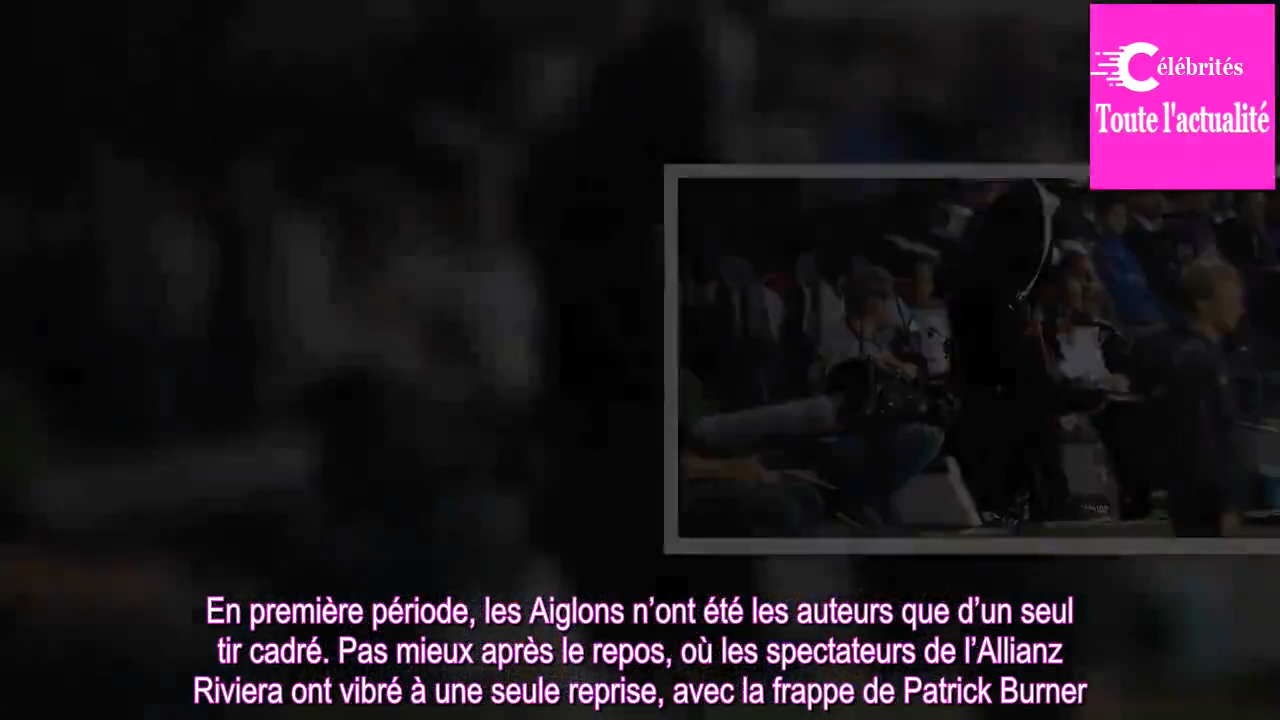 Célébrités
Toute l'actualité
En première période, les Aiglons n’ont été les auteurs que d’un seul
tir cadré. Pas mieux après le repos, où les spectateurs de l’Allianz
Riviera ont vibré à une seule reprise, avec la frappe de Patrick Burner